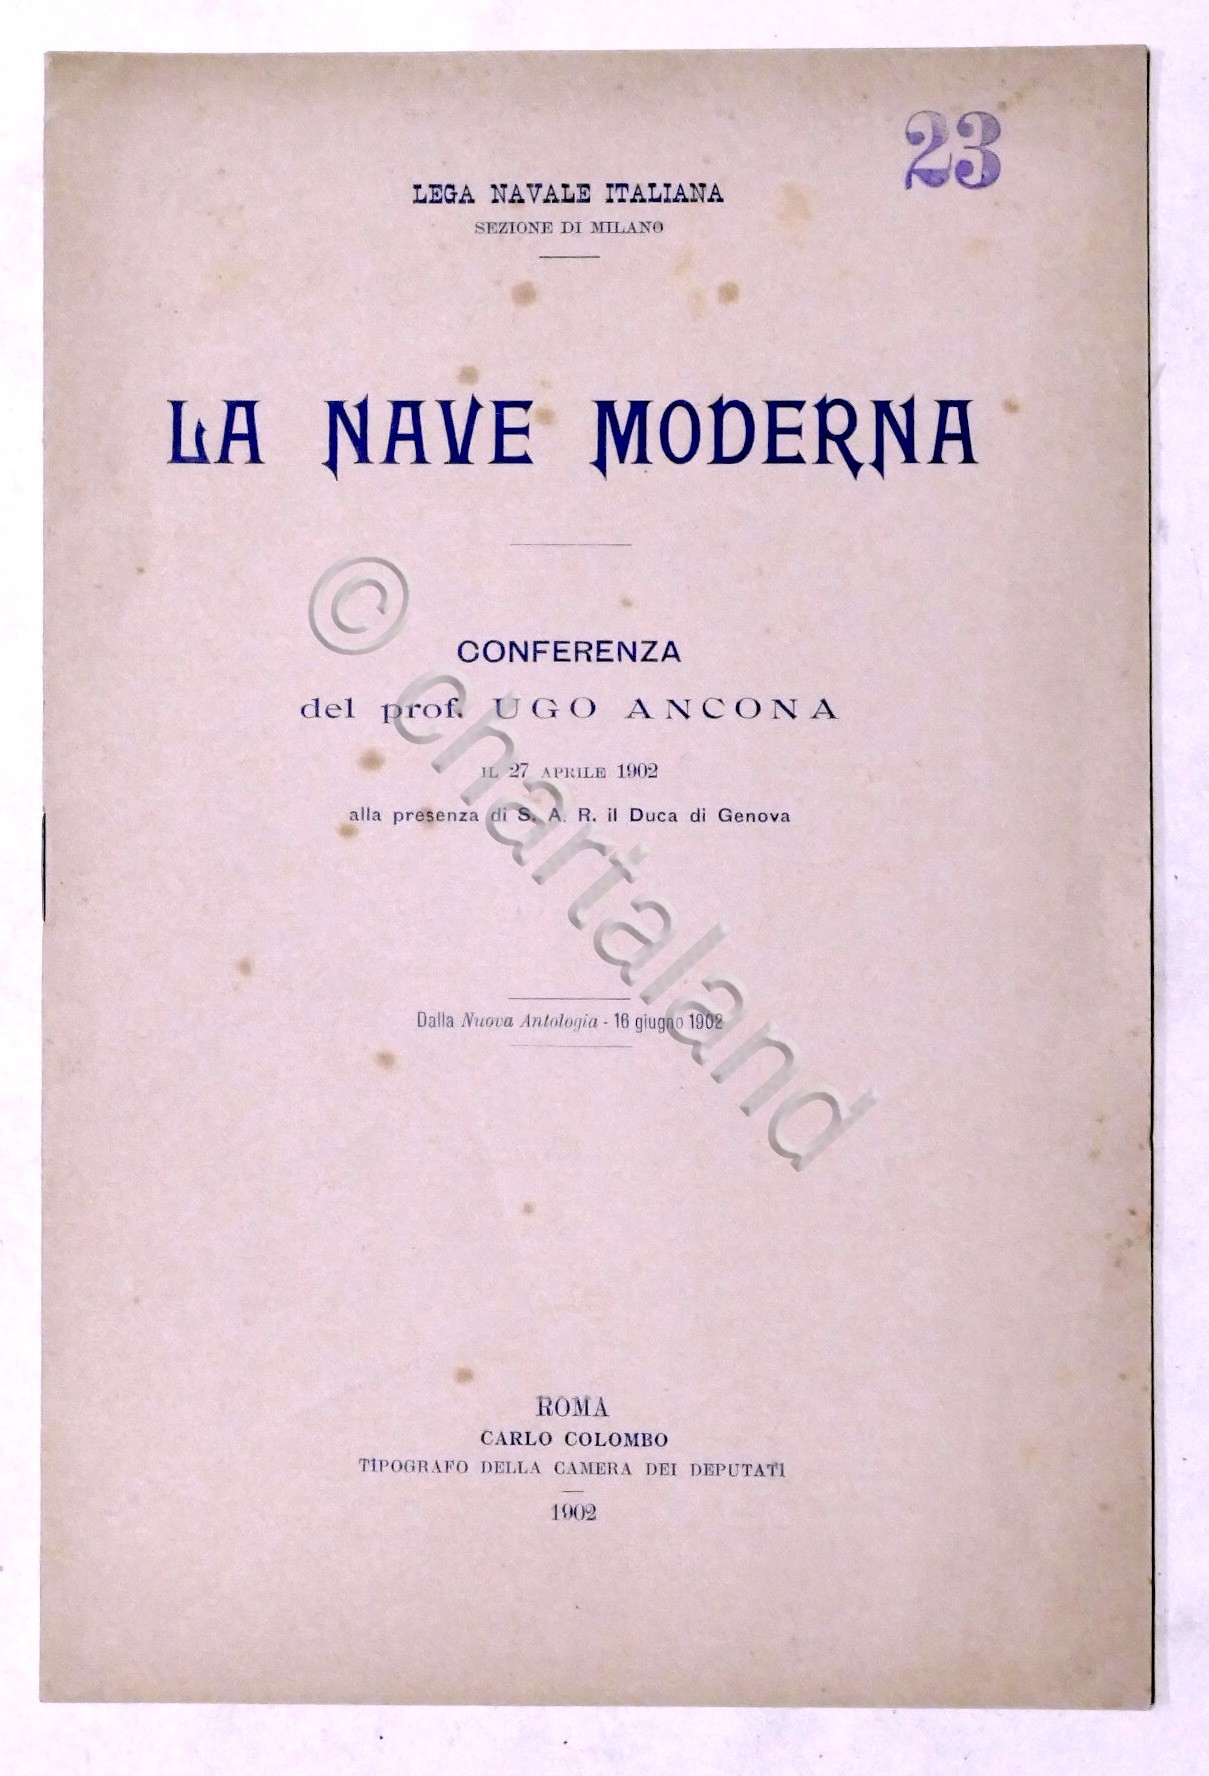 23
LEGA NAVALE ITALIANA
SEZIONE DI MILANO
LA NAVE MODERNA
CONFERENZA
del prof. UGO ANCONA
IL 27 APRILE 1902
alla presenza di S. A. R. il Duca di Genova
Dalla Nuova Antologia - 16 giugno 1902
ROMA
CARLO COLOMBO
TIPOGRAFO DELLA CAMERA DEI DEPUTATI
1902
© chartaland